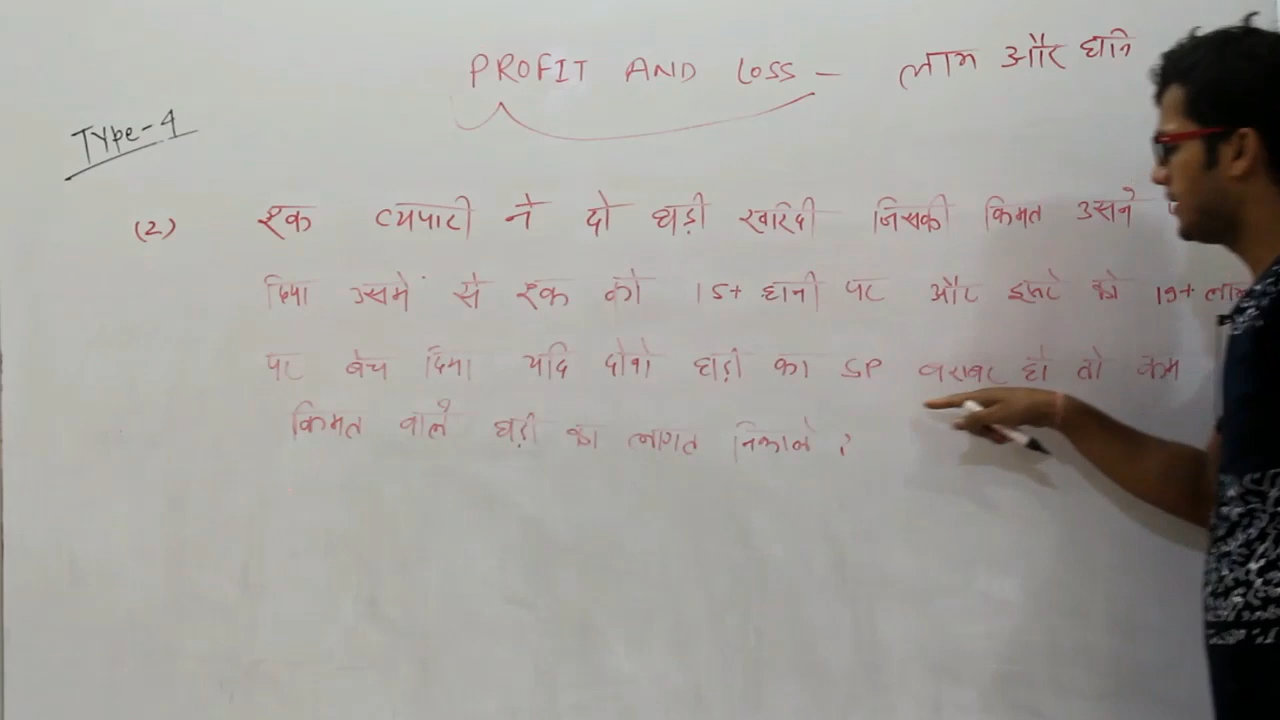 PROFIT AND LOSS - लाभ और हानि
Type-4
(2) एक व्यपारी ने दो घड़ी खरिदी जिसकी किमत उसने
दिया उसमें से एक को 15+ हानी पर और दुसरे को 19+ लाभ
पर बेच दिया यदि दोनो घड़ी का SP बराबर हो तो कम
किमत वाले घड़ी का लागत निकाले ?